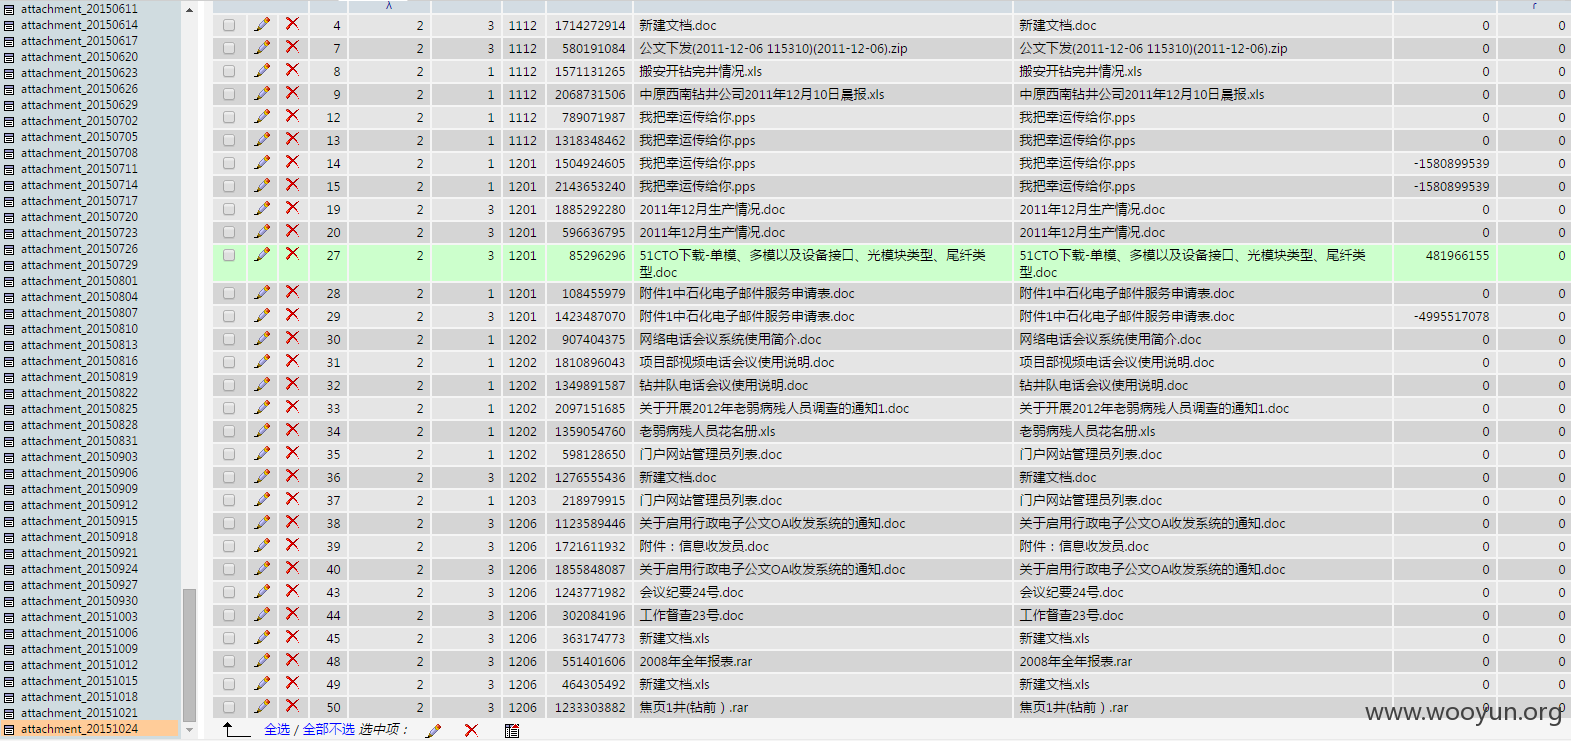 attachment_20150611
attachment_20150614
attachment_20150617
attachment_20150620
attachment_20150623
attachment_20150626
attachment_20150629
attachment_20150702
attachment_20150705
attachment_20150708
attachment_20150711
attachment_20150714
attachment_20150717
attachment_20150720
attachment_20150723
attachment_20150726
attachment_20150729
attachment_20150801
attachment_20150804
attachment_20150807
attachment_20150810
attachment_20150813
attachment_20150816
attachment_20150819
attachment_20150822
attachment_20150825
attachment_20150828
attachment_20150831
attachment_20150903
attachment_20150906
attachment_20150909
attachment_20150912
attachment_20150915
attachment_20150918
attachment_20150921
attachment_20150924
attachment_20150927
attachment_20150930
attachment_20151003
attachment_20151006
attachment_20151009
attachment_20151012
attachment_20151015
attachment_20151018
attachment_20151021
attachment_20151024
4 2 3 1112 1714272914 新建文档.doc 新建文档.doc 0 0
7 2 3 1112 580191084 公文下发(2011-12-06 115310)(2011-12-06).zip 公文下发(2011-12-06 115310)(2011-12-06).zip 0 0
8 2 1 1112 1571131265 搬安开钻完井情况.xls 搬安开钻完井情况.xls 0 0
9 2 1 1112 2068731506 中原西南钻井公司2011年12月10日晨报.xls 中原西南钻井公司2011年12月10日晨报.xls 0 0
12 2 1 1112 789071987 我把幸运传给你.pps 我把幸运传给你.pps 0 0
13 2 1 1112 1318348462 我把幸运传给你.pps 我把幸运传给你.pps 0 0
14 2 1 1201 1504924605 我把幸运传给你.pps 我把幸运传给你.pps -1580899539 0
15 2 1 1201 2143653240 我把幸运传给你.pps 我把幸运传给你.pps -1580899539 0
19 2 3 1201 1885292280 2011年12月生产情况.doc 2011年12月生产情况.doc 0 0
20 2 3 1201 596636795 2011年12月生产情况.doc 2011年12月生产情况.doc 0 0
27 2 3 1201 85296296 51CTO下载-单模、多模以及设备接口、光模块类型、尾纤类 51CTO下载-单模、多模以及设备接口、光模块类型、尾纤类 481966155 0
型.doc 型.doc
28 2 1 1201 108455979 附件1中石化电子邮件服务申请表.doc 附件1中石化电子邮件服务申请表.doc 0 0
29 2 3 1201 1423487070 附件1中石化电子邮件服务申请表.doc 附件1中石化电子邮件服务申请表.doc -4995517078 0
30 2 1 1202 907404375 网络电话会议系统使用简介.doc 网络电话会议系统使用简介.doc 0 0
31 2 1 1202 1810896043 项目部视频电话会议使用说明.doc 项目部视频电话会议使用说明.doc 0 0
32 2 1 1202 1349891587 钻井队电话会议使用说明.doc 钻井队电话会议使用说明.doc 0 0
33 2 1 1202 2097151685 关于开展2012年老弱病残人员调查的通知1.doc 关于开展2012年老弱病残人员调查的通知1.doc 0 0
34 2 1 1202 1359054760 老弱病残人员花名册.xls 老弱病残人员花名册.xls 0 0
35 2 1 1202 598128650 门户网站管理员列表.doc 门户网站管理员列表.doc 0 0
36 2 3 1202 1276555436 新建文档.doc 新建文档.doc 0 0
37 2 1 1203 218979915 门户网站管理员列表.doc 门户网站管理员列表.doc 0 0
38 2 3 1206 1123589446 关于启用行政电子公文OA收发系统的通知.doc 关于启用行政电子公文OA收发系统的通知.doc 0 0
39 2 3 1206 1721611932 附件：信息收发员.doc 附件：信息收发员.doc 0 0
40 2 3 1206 1855848087 关于启用行政电子公文OA收发系统的通知.doc 关于启用行政电子公文OA收发系统的通知.doc 0 0
43 2 3 1206 1243771982 会议纪要24号.doc 会议纪要24号.doc 0 0
44 2 3 1206 302084196 工作督查23号.doc 工作督查23号.doc 0 0
45 2 3 1206 363174773 新建文档.xls 新建文档.xls 0 0
48 2 3 1206 551401606 2008年全年报表.rar 2008年全年报表.rar 0 0
49 2 3 1206 464305492 新建文档.xls 新建文档.xls 0 0
50 2 3 1206 1233303882 焦页1井(钻前 ).rar 焦页1井(钻前 ).rar 0 0
全选 / 全部不选 选中项：
www.wooyun.org